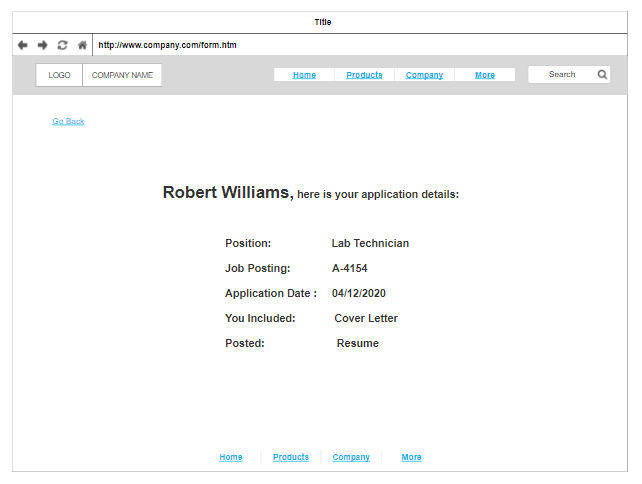 Title
http://www.company.com/form.htm
LOGO COMPANY NAME Home Products Company More Search
Go Back
Robert Williams, here is your application details:
Position: Lab Technician
Job Posting: A-4154
Application Date : 04/12/2020
You Included: Cover Letter
Posted: Resume
Home Products Company More